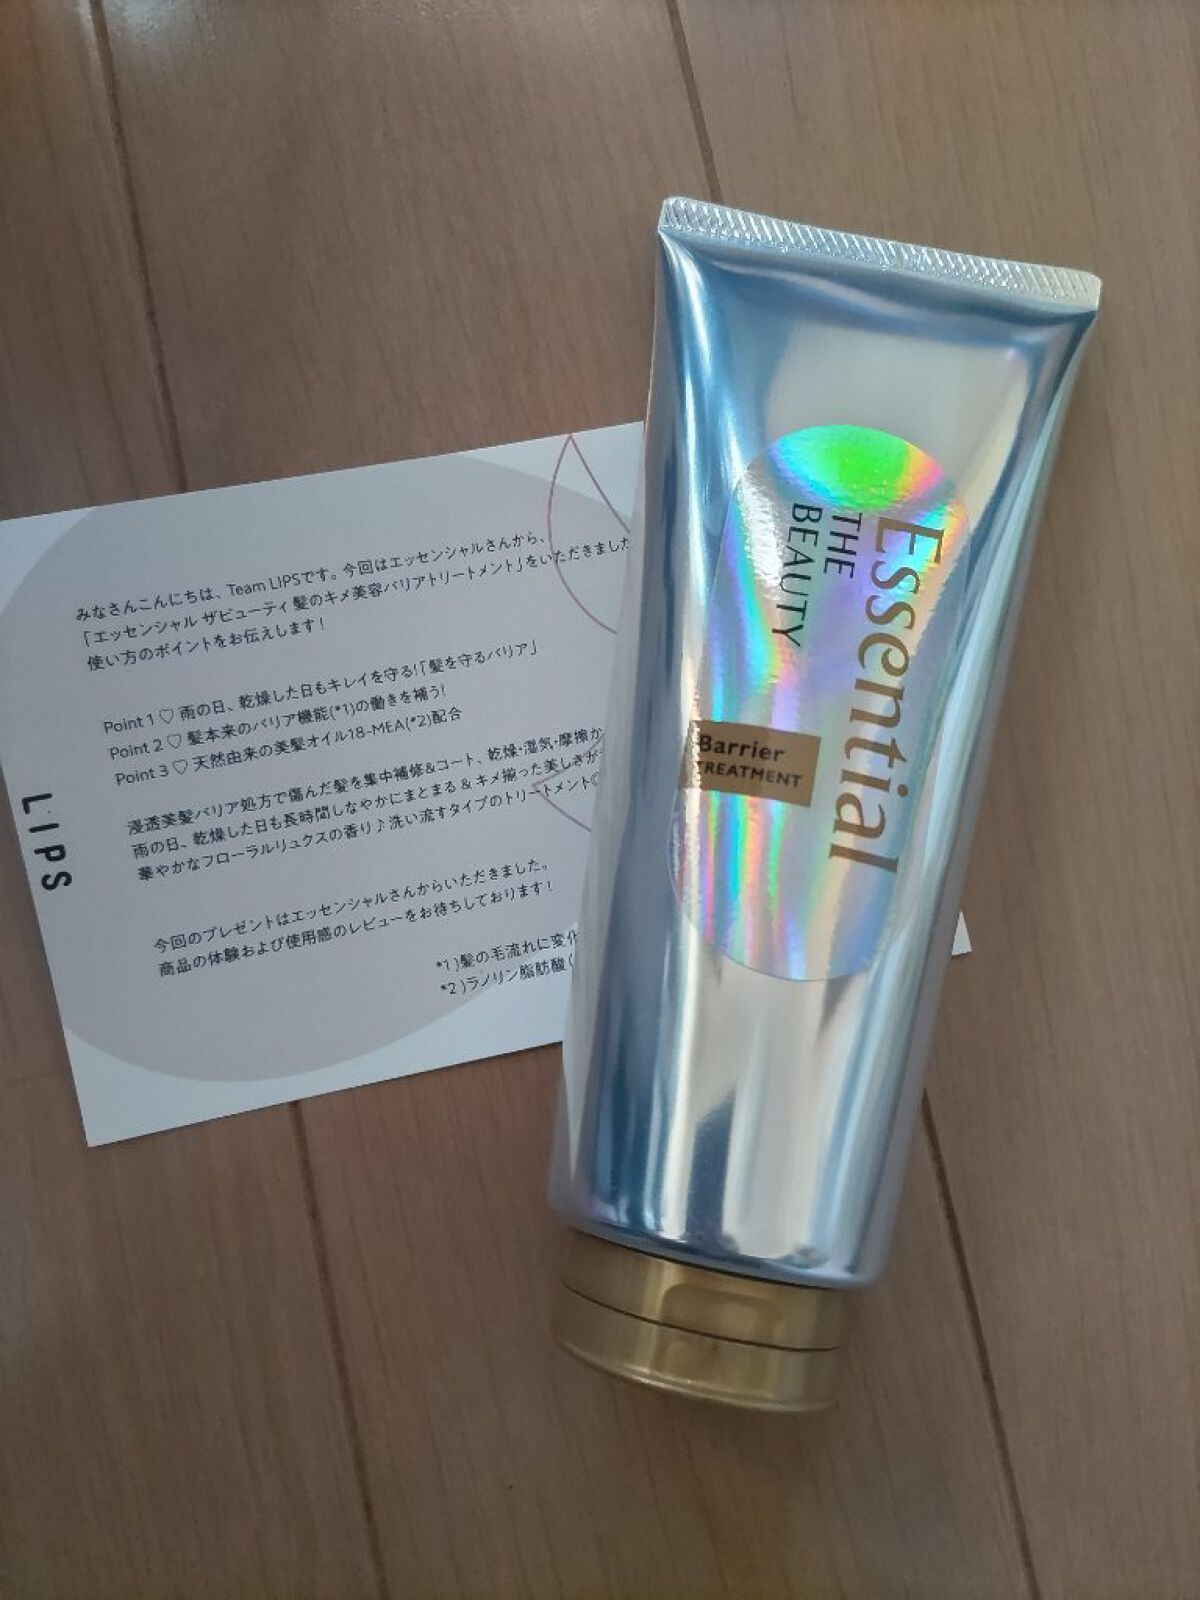 みなさんこんにちは、Team LIPSです。今回はエッセンシャルさんから、
「エッセンシャル ザビューティ 髪のキメ美容バリアトリートメント」をいただきました
使い方のポイントをお伝えします!
Point 1 ♡ 雨の日、乾燥した日もキレイを守る!「髪を守るバリア」
Point 2 ♡ 髪本来のバリア機能(*1)の働きを補う!
Point 3 ♡ 天然由来の美髪オイル18-MEA(*2)配合
浸透美髪バリア処方で傷んだ髪を集中補修&コート、乾燥・湿気・摩擦か
雨の日、乾燥した日も長時間しなやかにまとまる & キメ揃った美しさが
華やかなフローラルリュクスの香り♪洗い流すタイプのトリートメント
今回のプレゼントはエッセンシャルさんからいただきました。
商品の体験および使用感のレビューをお待ちしております!
*1)髪の毛流れに変化
*2)ラノリン脂肪酸(
LIPS
Essential
THE
BEAUTY
Barrier
TREATMENT